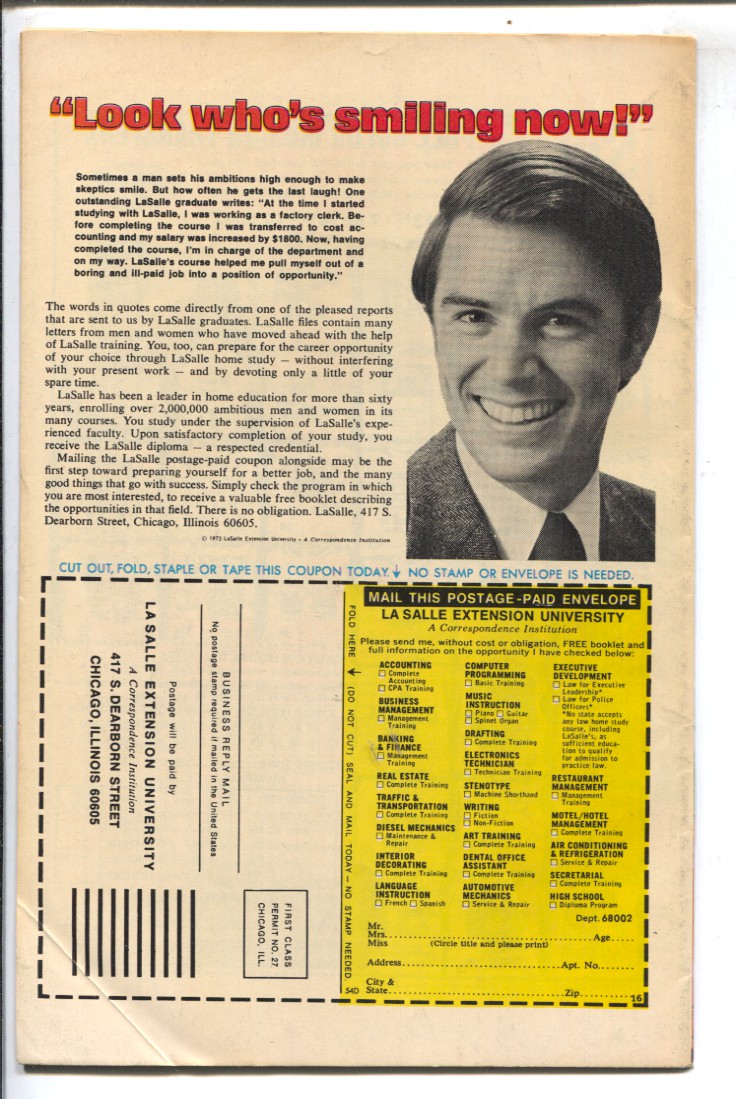 “Look who's smiling now!”
Sometimes a man sets his ambitions high enough to make
skeptics smile. But how often he gets the last laugh! One
outstanding LaSalle graduate writes: “At the time I started
studying with LaSalle, I was working as a factory clerk. Be-
fore completing the course I was transferred to cost ac-
counting and my salary was increased by $1800. Now, having
completed the course, I'm in charge of the department and
on my way. LaSalle's course helped me pull myself out of a
boring and ill-paid job into a position of opportunity.”
The words in quotes come directly from one of the pleased reports
that are sent to us by LaSalle graduates. LaSalle files contain many
letters from men and women who have moved ahead with the
help of LaSalle training. You, too, can prepare for the career opportunity
of your choice through LaSalle home study — without interfering
with your present work — and by devoting only a little of your
spare time.
LaSalle has been a leader in home education for more than sixty
years, enrolling over 2,000,000 ambitious men and women in its
many courses. You study under the supervision of LaSalle's expe-
rienced faculty. Upon satisfactory completion of your study, you
receive the LaSalle diploma — a respected credential.
Mailing the LaSalle postage-paid coupon alongside may be the
first step toward preparing yourself for a better job, and the many
good things that go with success. Simply check the program in which
you are most interested, to receive a valuable free booklet describing
the opportunities in that field. There is no obligation. LaSalle, 417 S.
Dearborn Street, Chicago, Illinois 60605.
© 1973 LaSalle Extension University • A Correspondence Institution
CUT OUT, FOLD, STAPLE OR TAPE THIS COUPON TODAY. ↓ NO STAMP OR ENVELOPE IS NEEDED.
BUSINESS REPLY MAIL
No postage stamp required if mailed in the United States
Postage will be paid by
LA SALLE EXTENSION UNIVERSITY
A Correspondence Institution
417 S. DEARBORN STREET
CHICAGO, ILLINOIS 60605
FIRST CLASS
PERMIT NO. 27
CHICAGO, ILL.
FOLD HERE → (DO NOT CUT) SEAL AND MAIL TODAY — NO STAMP NEEDED.
54D
MAIL THIS POSTAGE-PAID ENVELOPE
LA SALLE EXTENSION UNIVERSITY
A Correspondence Institution
Please send me, without cost or obligation, FREE booklet and
full information on the opportunity I have checked below:
ACCOUNTING
☐ Complete
Accounting
☐ CPA Training
BUSINESS
MANAGEMENT
☐ Management
Training
BANKING
& FINANCE
☐ Management
Training
REAL ESTATE
☐ Complete Training
TRAFFIC &
TRANSPORTATION
☐ Complete Training
DIESEL MECHANICS
☐ Maintenance &
Repair
INTERIOR
DECORATING
☐ Complete Training
LANGUAGE
INSTRUCTION
☐ French ☐ Spanish
COMPUTER
PROGRAMMING
☐ Basic Training
MUSIC
INSTRUCTION
☐ Piano ☐ Guitar
☐ Spinet Organ
DRAFTING
☐ Complete Training
ELECTRONICS
TECHNICIAN
☐ Technician Training
STENOTYPE
☐ Machine Shorthand
WRITING
☐ Fiction
☐ Non-Fiction
ART TRAINING
☐ Complete Training
DENTAL OFFICE
ASSISTANT
☐ Complete Training
AUTOMOTIVE
MECHANICS
☐ Service & Repair
EXECUTIVE
DEVELOPMENT
☐ Law for Executive
Leadership*
☐ Law for Police
Officers*
*No state accepts
any law home study
course, including
LaSalle's, as
sufficient educa-
tion to qualify
for admission to
practice law.
RESTAURANT
MANAGEMENT
☐ Management
Training
MOTEL/HOTEL
MANAGEMENT
☐ Complete Training
AIR CONDITIONING
& REFRIGERATION
☐ Service & Repair
SECRETARIAL
☐ Complete Training
HIGH SCHOOL
☐ Diploma Program
Dept. 68002
Mr.
Mrs.............Age.....
Miss (Circle title and please print)
Address.............Apt. No........
City &
State.............Zip.............
16